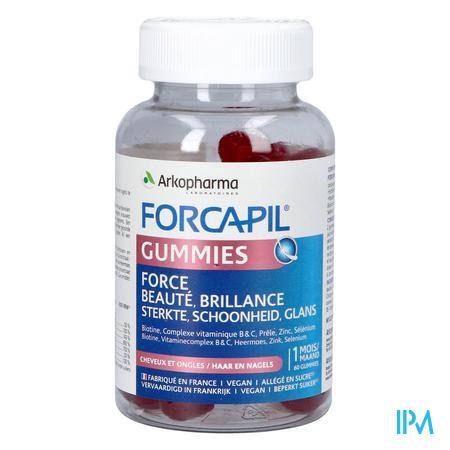 Arkopharma
LABORATOIRES
FORCAPIL®
GUMMIES
FORCE
BEAUTÉ, BRILLANCE
STERKTE, SCHOONHEID, GLANS
Biotine, Complexe vitaminique B & C, Prêle, Zinc, Sélénium
Biotine, Vitaminecomplex B & C, Heermoes, Zink, Selenium
CHEVEUX ET ONGLES / HAAR EN NAGELS
1 MOIS/
MAAND
60 GUMMIES
FABRIQUÉ EN FRANCE | VEGAN | ALLÉGÉ EN SUCRE
VERVAARDIGD IN FRANKRIJK | VEGAN | BEPERKT SUIKER
IPM